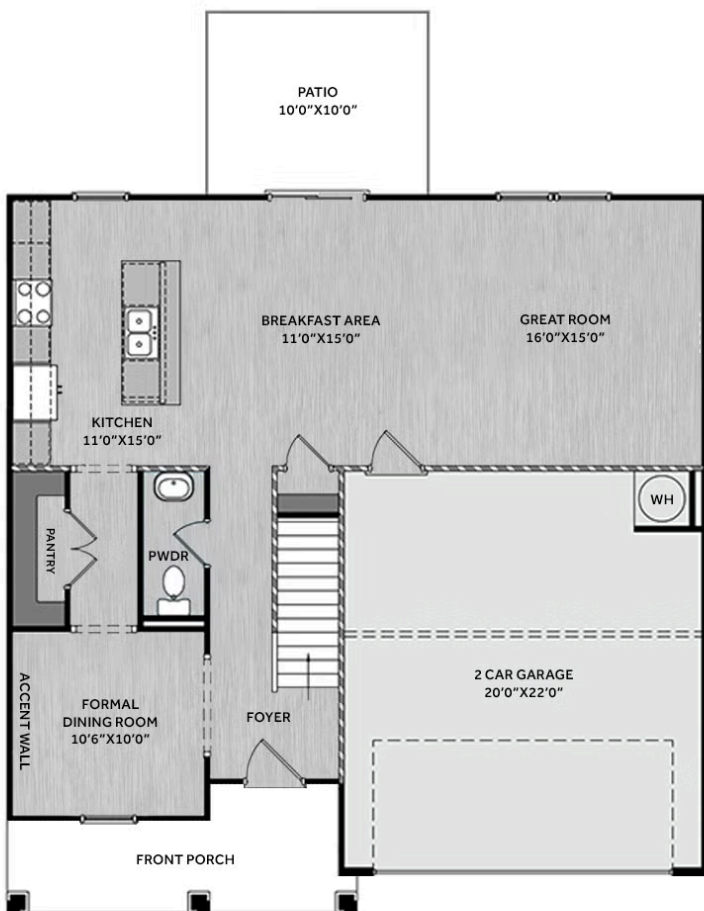 PATIO
10'0"X10'0"
BREAKFAST AREA
11'0"X15'0"
GREAT ROOM
16'0"X15'0"
KITCHEN
11'0"X15'0"
WH
PANTRY
PWDR
ACCENT WALL
FORMAL
DINING ROOM
10'6"X10'0"
FOYER
2 CAR GARAGE
20'0"X22'0"
FRONT PORCH